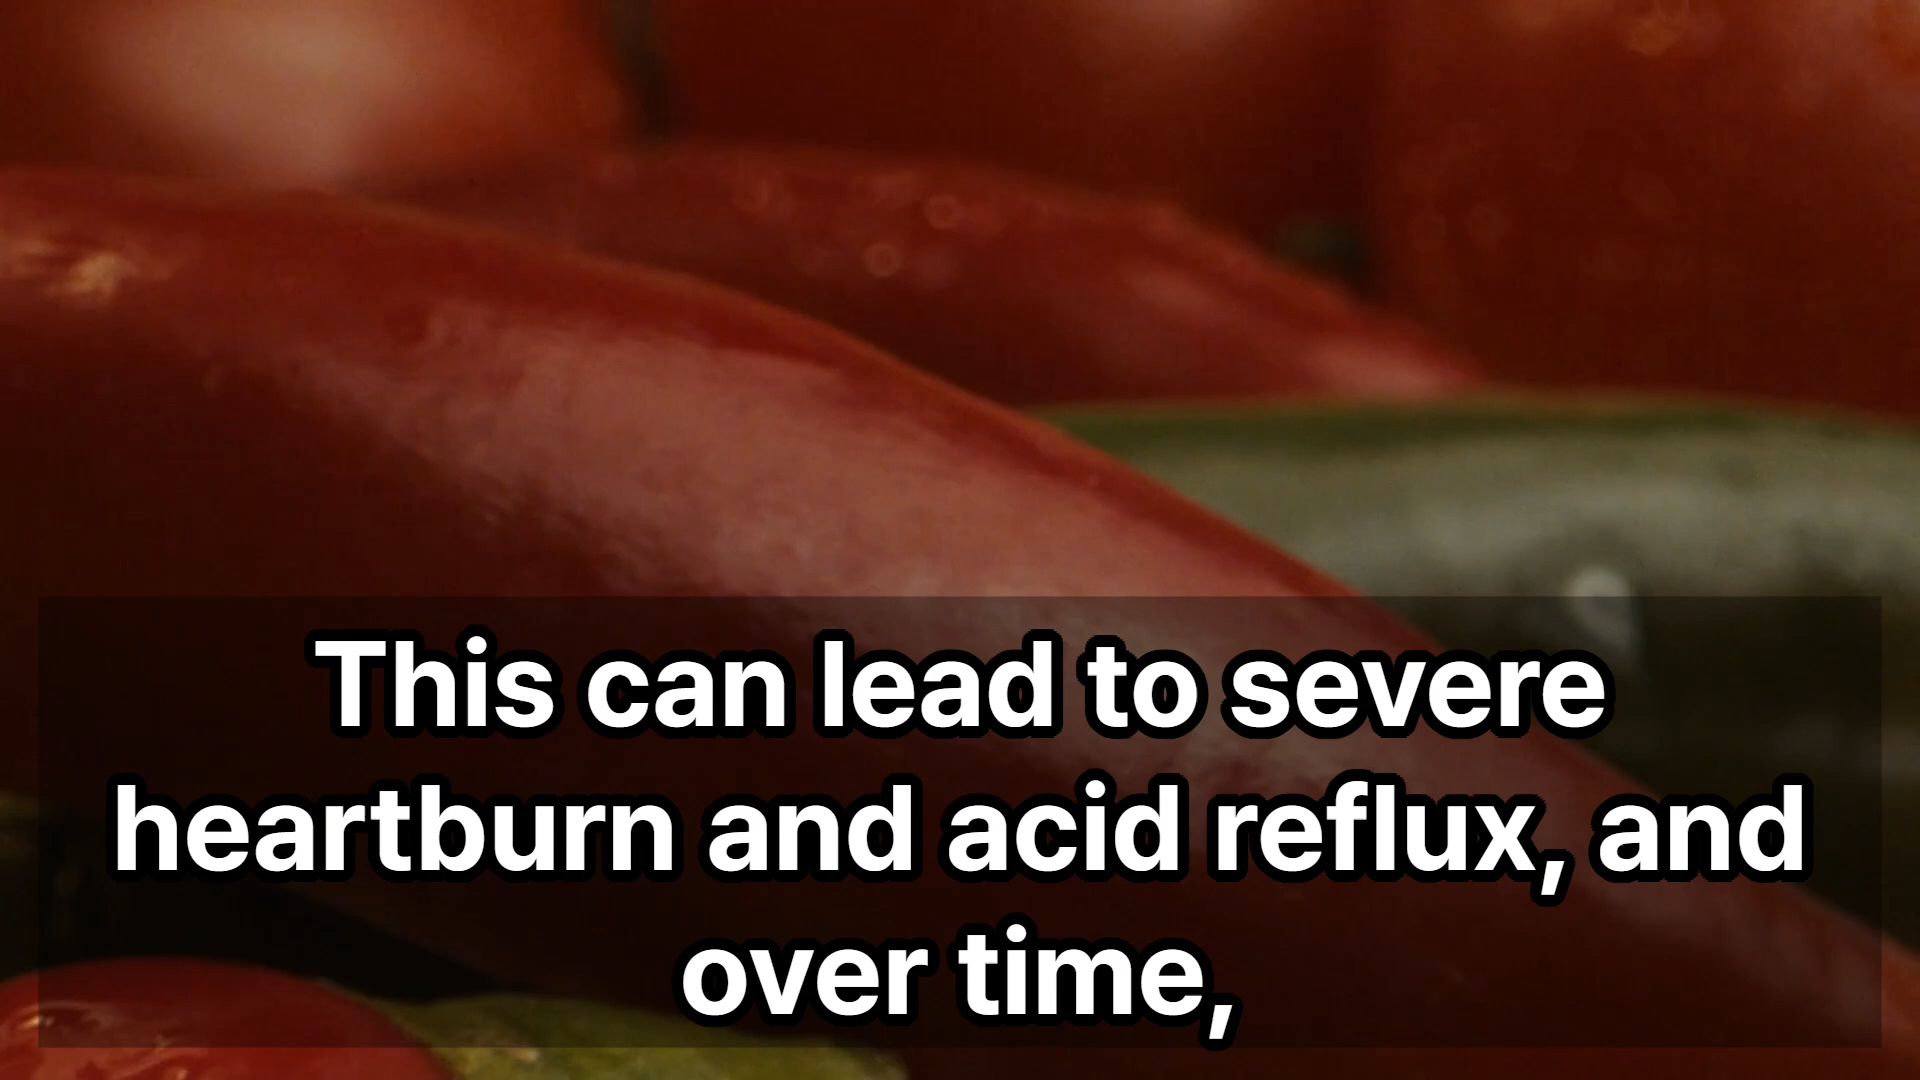 This can lead to severe
heartburn and acid reflux, and
over time,